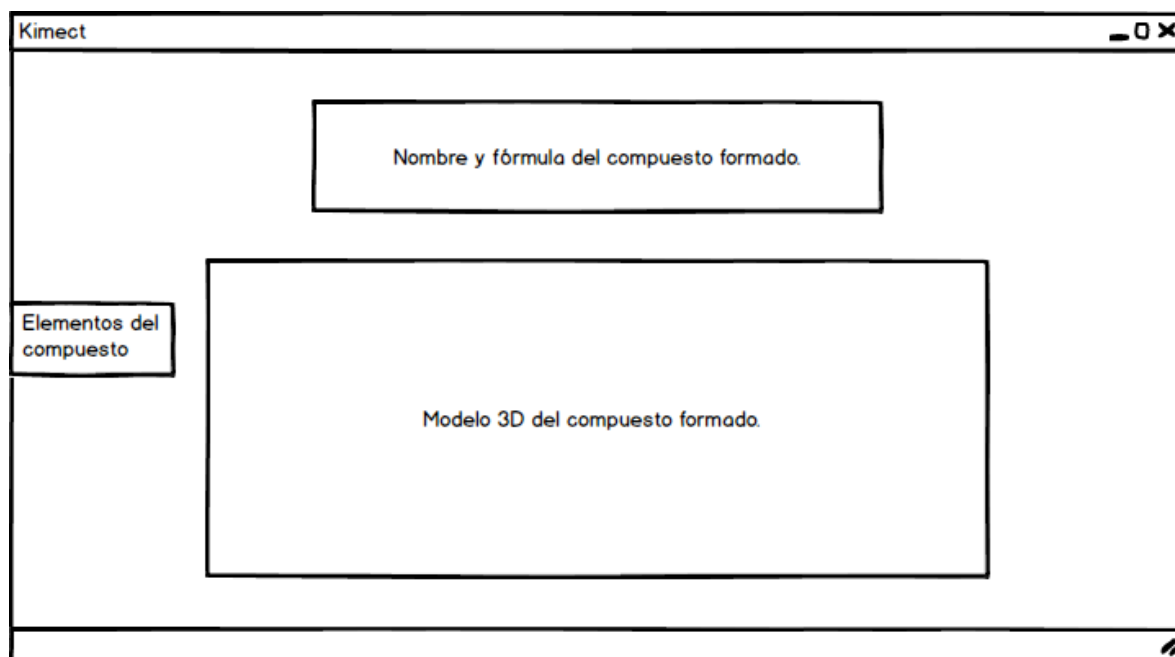 Kimect
Nombre y fórmula del compuesto formado.
Elementos del
compuesto
Modelo 3D del compuesto formado.